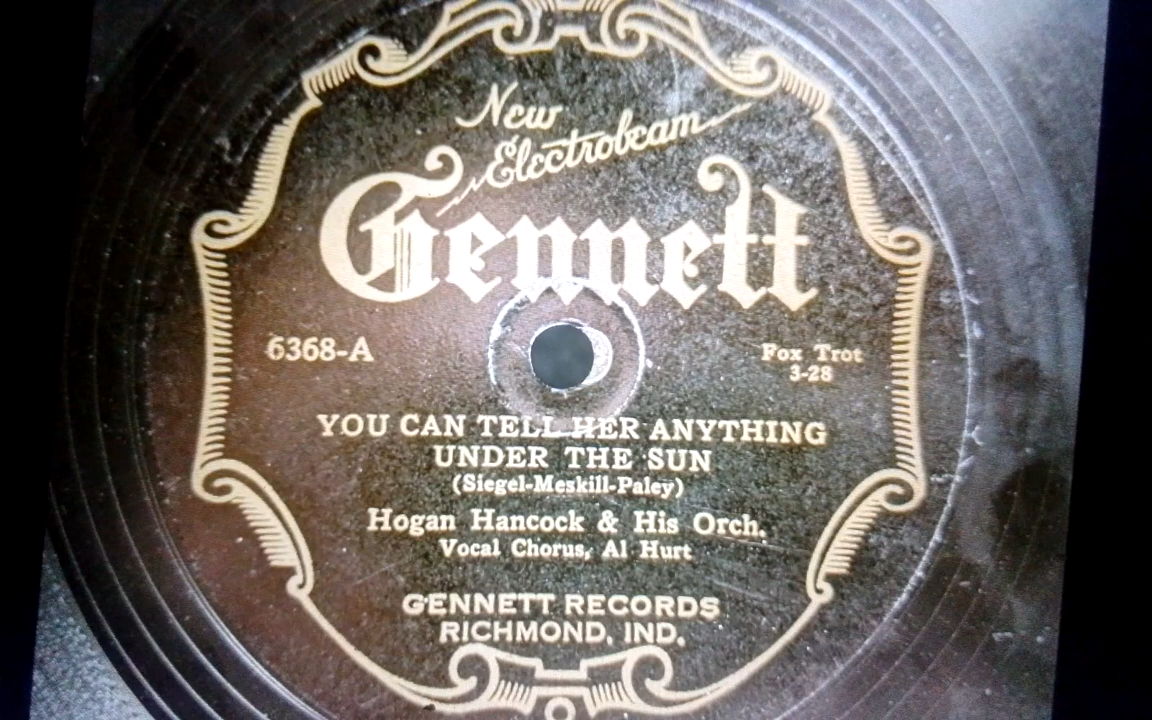 New
Electrobeam
Gennett
6368-A
Fox Trot
3-28
YOU CAN TELL HER ANYTHING
UNDER THE SUN
(Siegel-Meskill-Paley)
Hogan Hancock & His Orch.
Vocal Chorus, Al Hurt
GENNETT RECORDS
RICHMOND, IND.